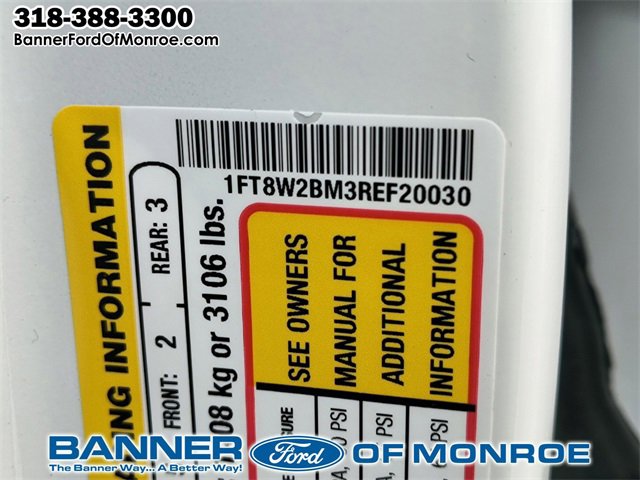 318-388-3300
BannerFordOfMonroe.com
1FT8W2BM3REF20030
ING INFORMATION
FRONT: 2 REAR: 3
08 kg or 3106 lbs.
SEE OWNERS
MANUAL FOR
ADDITIONAL
INFORMATION
PSI
PSI
PSI
BANNER Ford OF MONROE
The Banner Way... A Better Way!